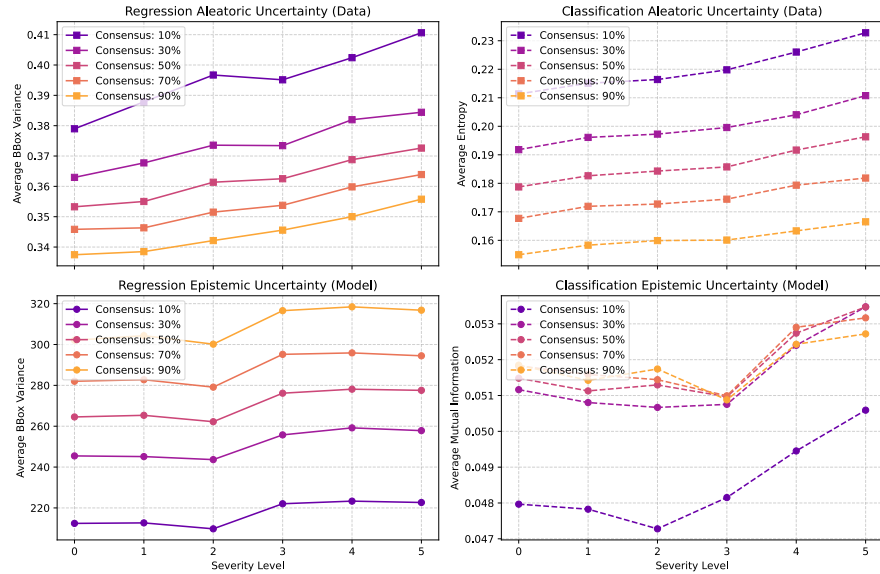 Regression Aleatoric Uncertainty (Data)
Average BBox Variance
0.41
0.40
0.39
0.38
0.37
0.36
0.35
0.34
Consensus: 10%
Consensus: 30%
Consensus: 50%
Consensus: 70%
Consensus: 90%
Classification Aleatoric Uncertainty (Data)
Average Entropy
0.23
0.22
0.21
0.20
0.19
0.18
0.17
0.16
Consensus: 10%
Consensus: 30%
Consensus: 50%
Consensus: 70%
Consensus: 90%
Regression Epistemic Uncertainty (Model)
Average BBox Variance
320
300
280
260
240
220
Consensus: 10%
Consensus: 30%
Consensus: 50%
Consensus: 70%
Consensus: 90%
0 1 2 3 4 5
Severity Level
Classification Epistemic Uncertainty (Model)
Average Mutual Information
0.053
0.052
0.051
0.050
0.049
0.048
0.047
Consensus: 10%
Consensus: 30%
Consensus: 50%
Consensus: 70%
Consensus: 90%
0 1 2 3 4 5
Severity Level